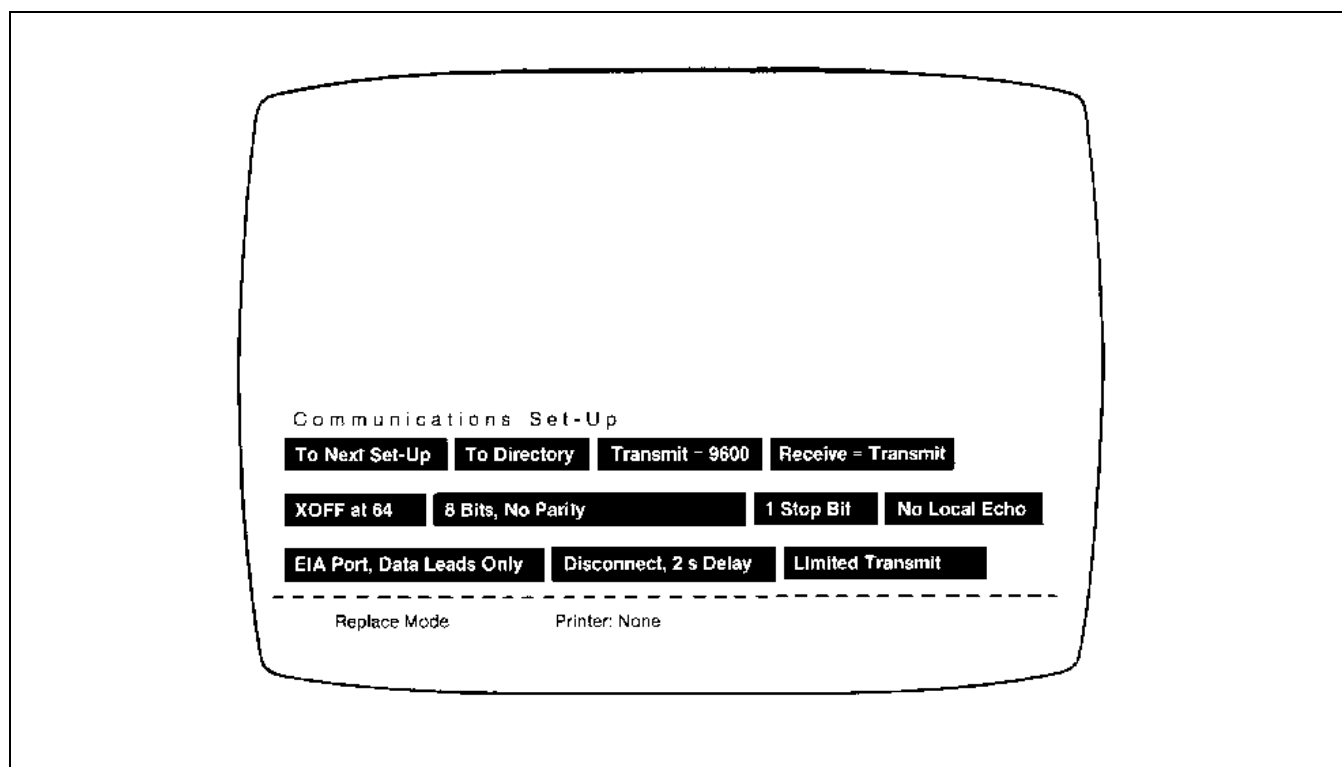 Communications Set-Up
To Next Set-Up To Directory Transmit = 9600 Receive = Transmit
XOFF at 64 8 Bits, No Parity 1 Stop Bit No Local Echo
EIA Port, Data Leads Only Disconnect, 2 s Delay Limited Transmit
Replace Mode Printer: None